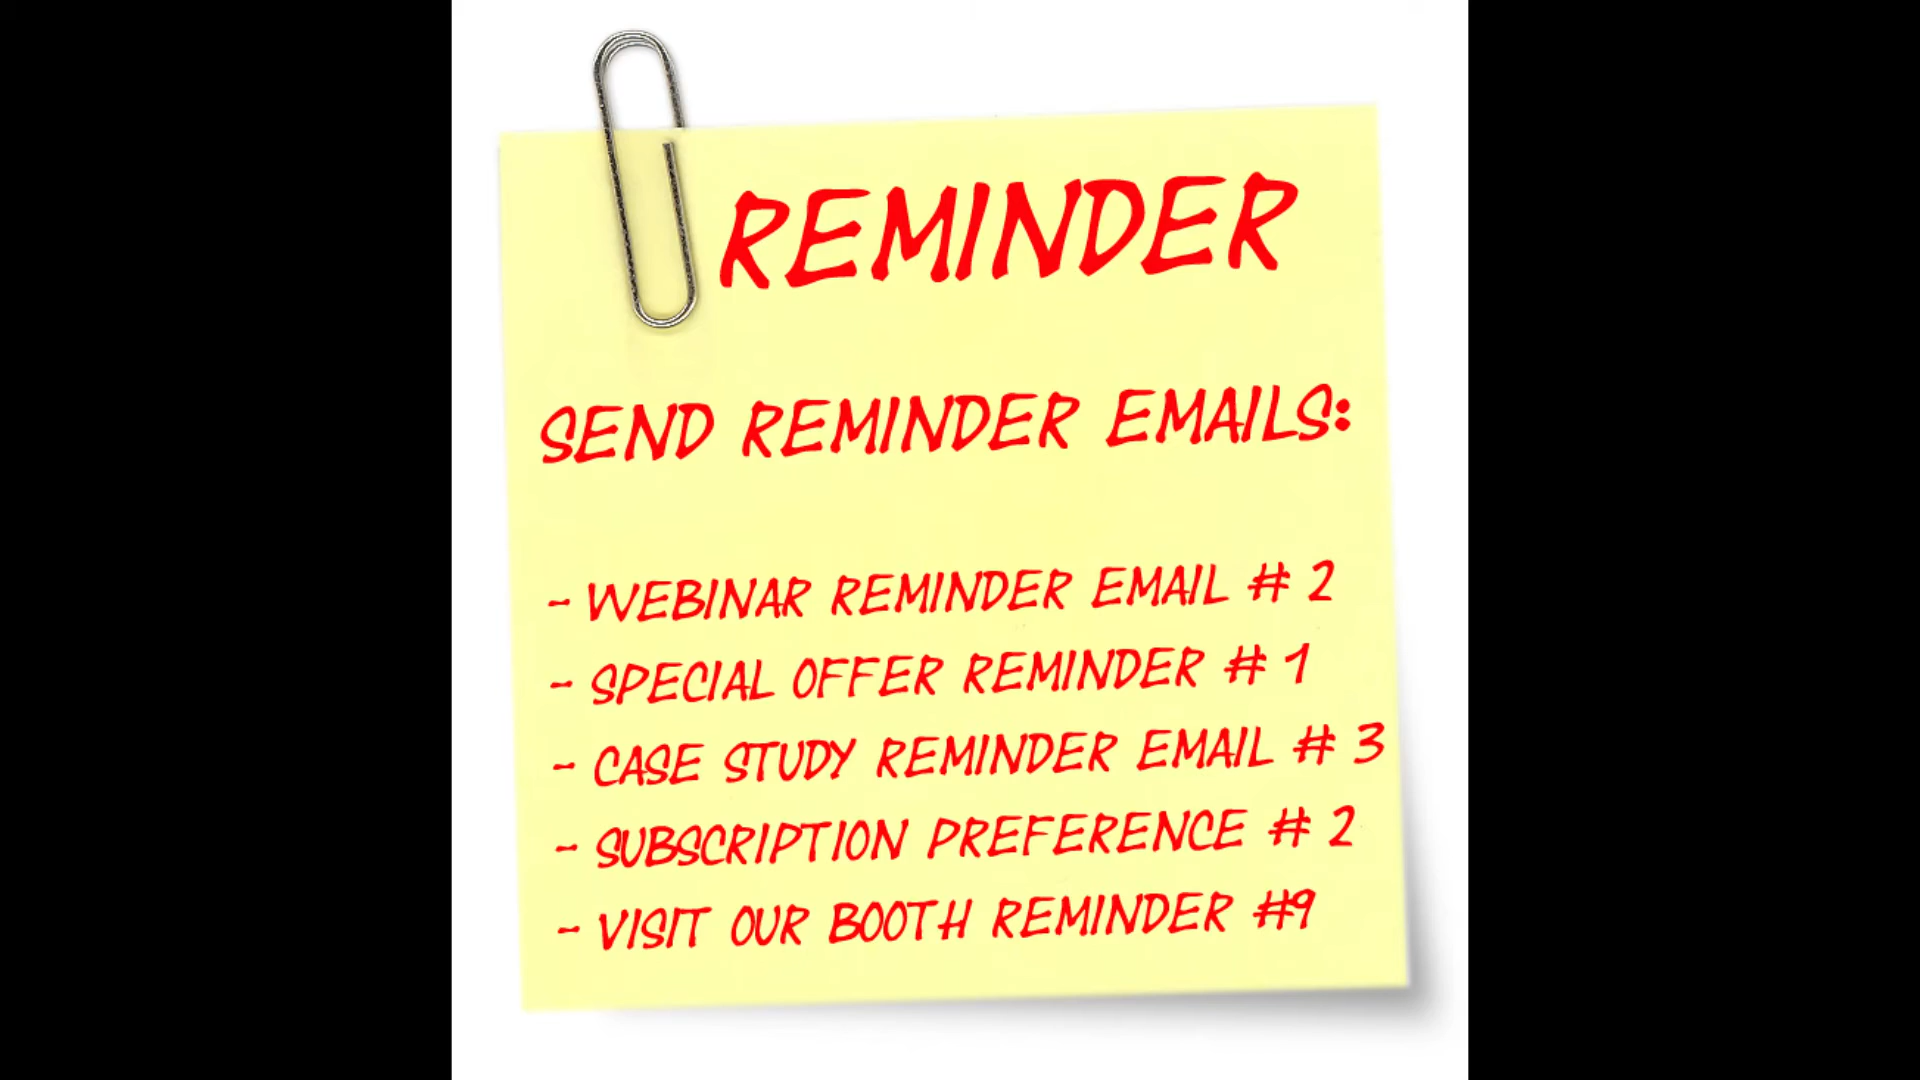 REMINDER
SEND REMINDER EMAILS:
- WEBINAR REMINDER EMAIL # 2
- SPECIAL OFFER REMINDER # 1
- CASE STUDY REMINDER EMAIL # 3
- SUBSCRIPTION PREFERENCE # 2
- VISIT OUR BOOTH REMINDER #9